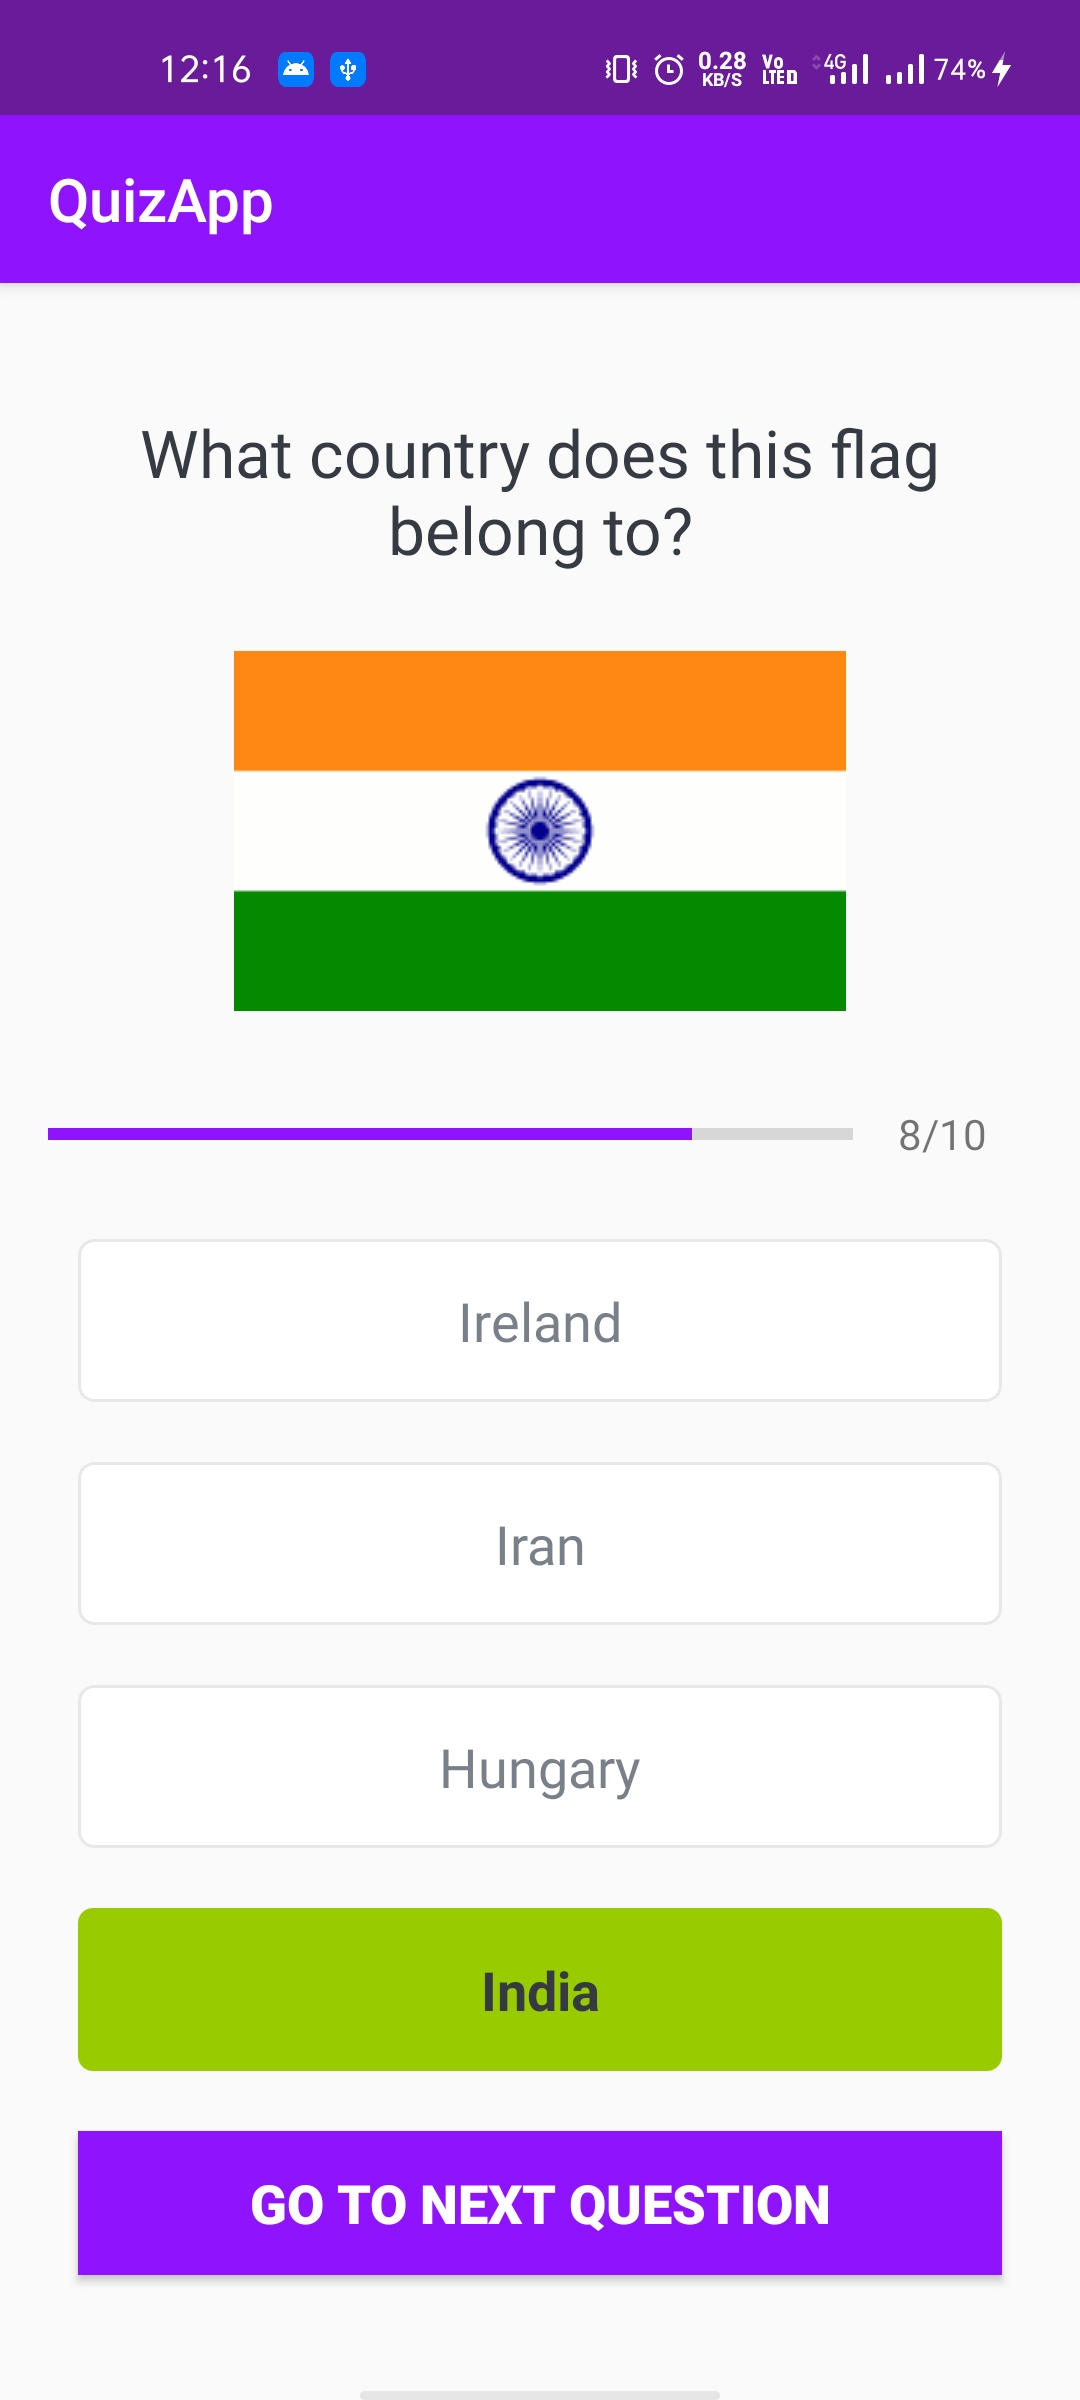 12:16 0.28 KB/S Vo LTE 4G 74%
QuizApp
What country does this flag
belong to?
8/10
Ireland
Iran
Hungary
India
GO TO NEXT QUESTION